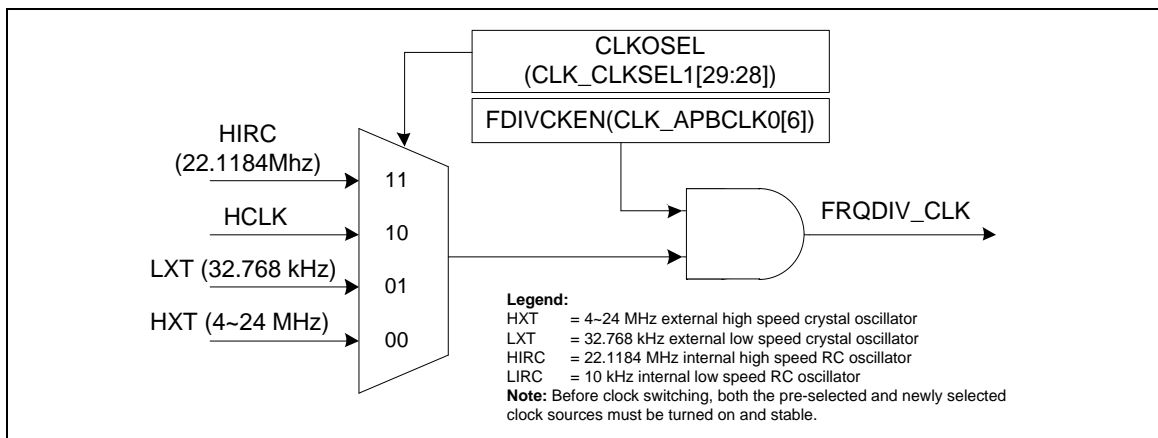 CLKOSEL
(CLK_CLKSEL1[29:28])
FDIVCKEN(CLK_APBCLK0[6])
HIRC
(22.1184Mhz)
11
HCLK
10
FRQDIV_CLK
LXT (32.768 kHz)
01
HXT (4~24 MHz)
00
Legend:
HXT = 4~24 MHz external high speed crystal oscillator
LXT = 32.768 kHz external low speed crystal oscillator
HIRC = 22.1184 MHz internal high speed RC oscillator
LIRC = 10 kHz internal low speed RC oscillator
Note: Before clock switching, both the pre-selected and newly selected
clock sources must be turned on and stable.